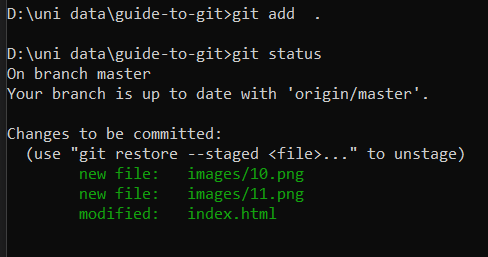 D:\uni data\guide-to-git>git add  .
D:\uni data\guide-to-git>git status
On branch master
Your branch is up to date with 'origin/master'.
Changes to be committed:
  (use "git restore --staged <file>..." to unstage)
        new file:   images/10.png
        new file:   images/11.png
        modified:   index.html